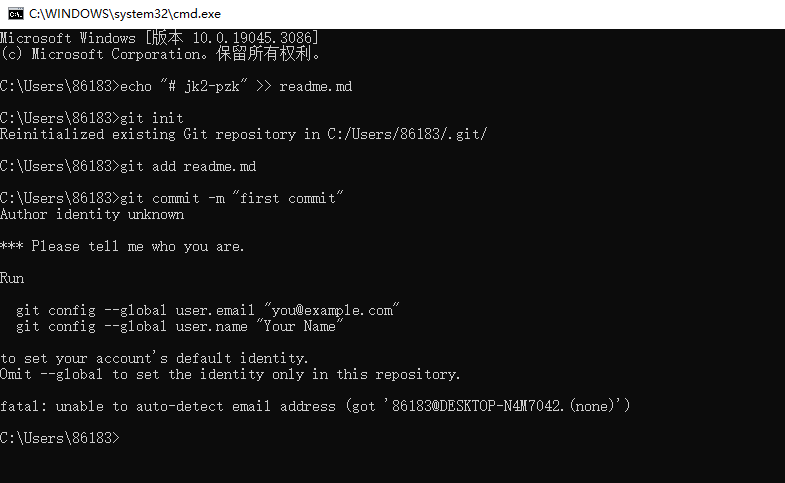 C:\WINDOWS\system32\cmd.exe
Microsoft Windows [版本 10.0.19045.3086]
(c) Microsoft Corporation。保留所有权利。
C:\Users\86183>echo "# jk2-pzk" >> readme.md
C:\Users\86183>git init
Reinitialized existing Git repository in C:/Users/86183/.git/
C:\Users\86183>git add readme.md
C:\Users\86183>git commit -m "first commit"
Author identity unknown
*** Please tell me who you are.
Run
git config --global user.email "you@example.com"
git config --global user.name "Your Name"
to set your account's default identity.
Omit --global to set the identity only in this repository.
fatal: unable to auto-detect email address (got '86183@DESKTOP-N4M7042.(none)')
C:\Users\86183>